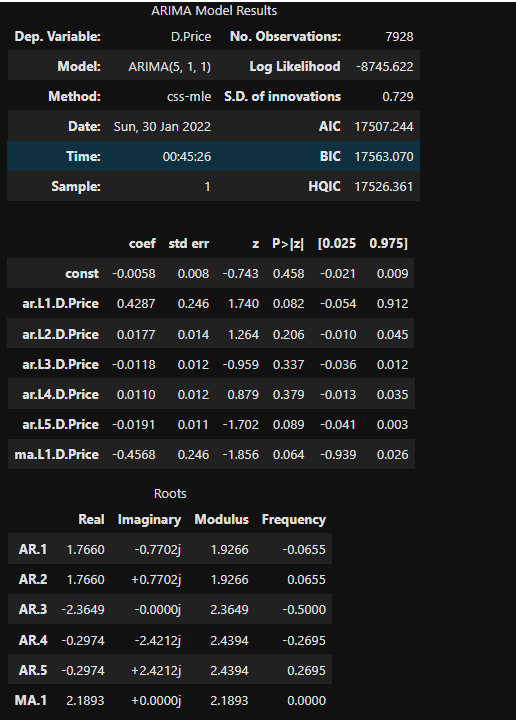 ARIMA Model Results
Dep. Variable: D.Price No. Observations: 7928
Model: ARIMA(5, 1, 1) Log Likelihood -8745.622
Method: css-mle S.D. of innovations 0.729
Date: Sun, 30 Jan 2022 AIC 17507.244
Time: 00:45:26 BIC 17563.070
Sample: 1 HQIC 17526.361
coef std err z P>|z| [0.025 0.975]
const -0.0058 0.008 -0.743 0.458 -0.021 0.009
ar.L1.D.Price 0.4287 0.246 1.740 0.082 -0.054 0.912
ar.L2.D.Price 0.0177 0.014 1.264 0.206 -0.010 0.045
ar.L3.D.Price -0.0118 0.012 -0.959 0.337 -0.036 0.012
ar.L4.D.Price 0.0110 0.012 0.879 0.379 -0.013 0.035
ar.L5.D.Price -0.0191 0.011 -1.702 0.089 -0.041 0.003
ma.L1.D.Price -0.4568 0.246 -1.856 0.064 -0.939 0.026
Roots
Real Imaginary Modulus Frequency
AR.1 1.7660 -0.7702j 1.9266 -0.0655
AR.2 1.7660 +0.7702j 1.9266 0.0655
AR.3 -2.3649 -0.0000j 2.3649 -0.5000
AR.4 -0.2974 -2.4212j 2.4394 -0.2695
AR.5 -0.2974 +2.4212j 2.4394 0.2695
MA.1 2.1893 +0.0000j 2.1893 0.0000